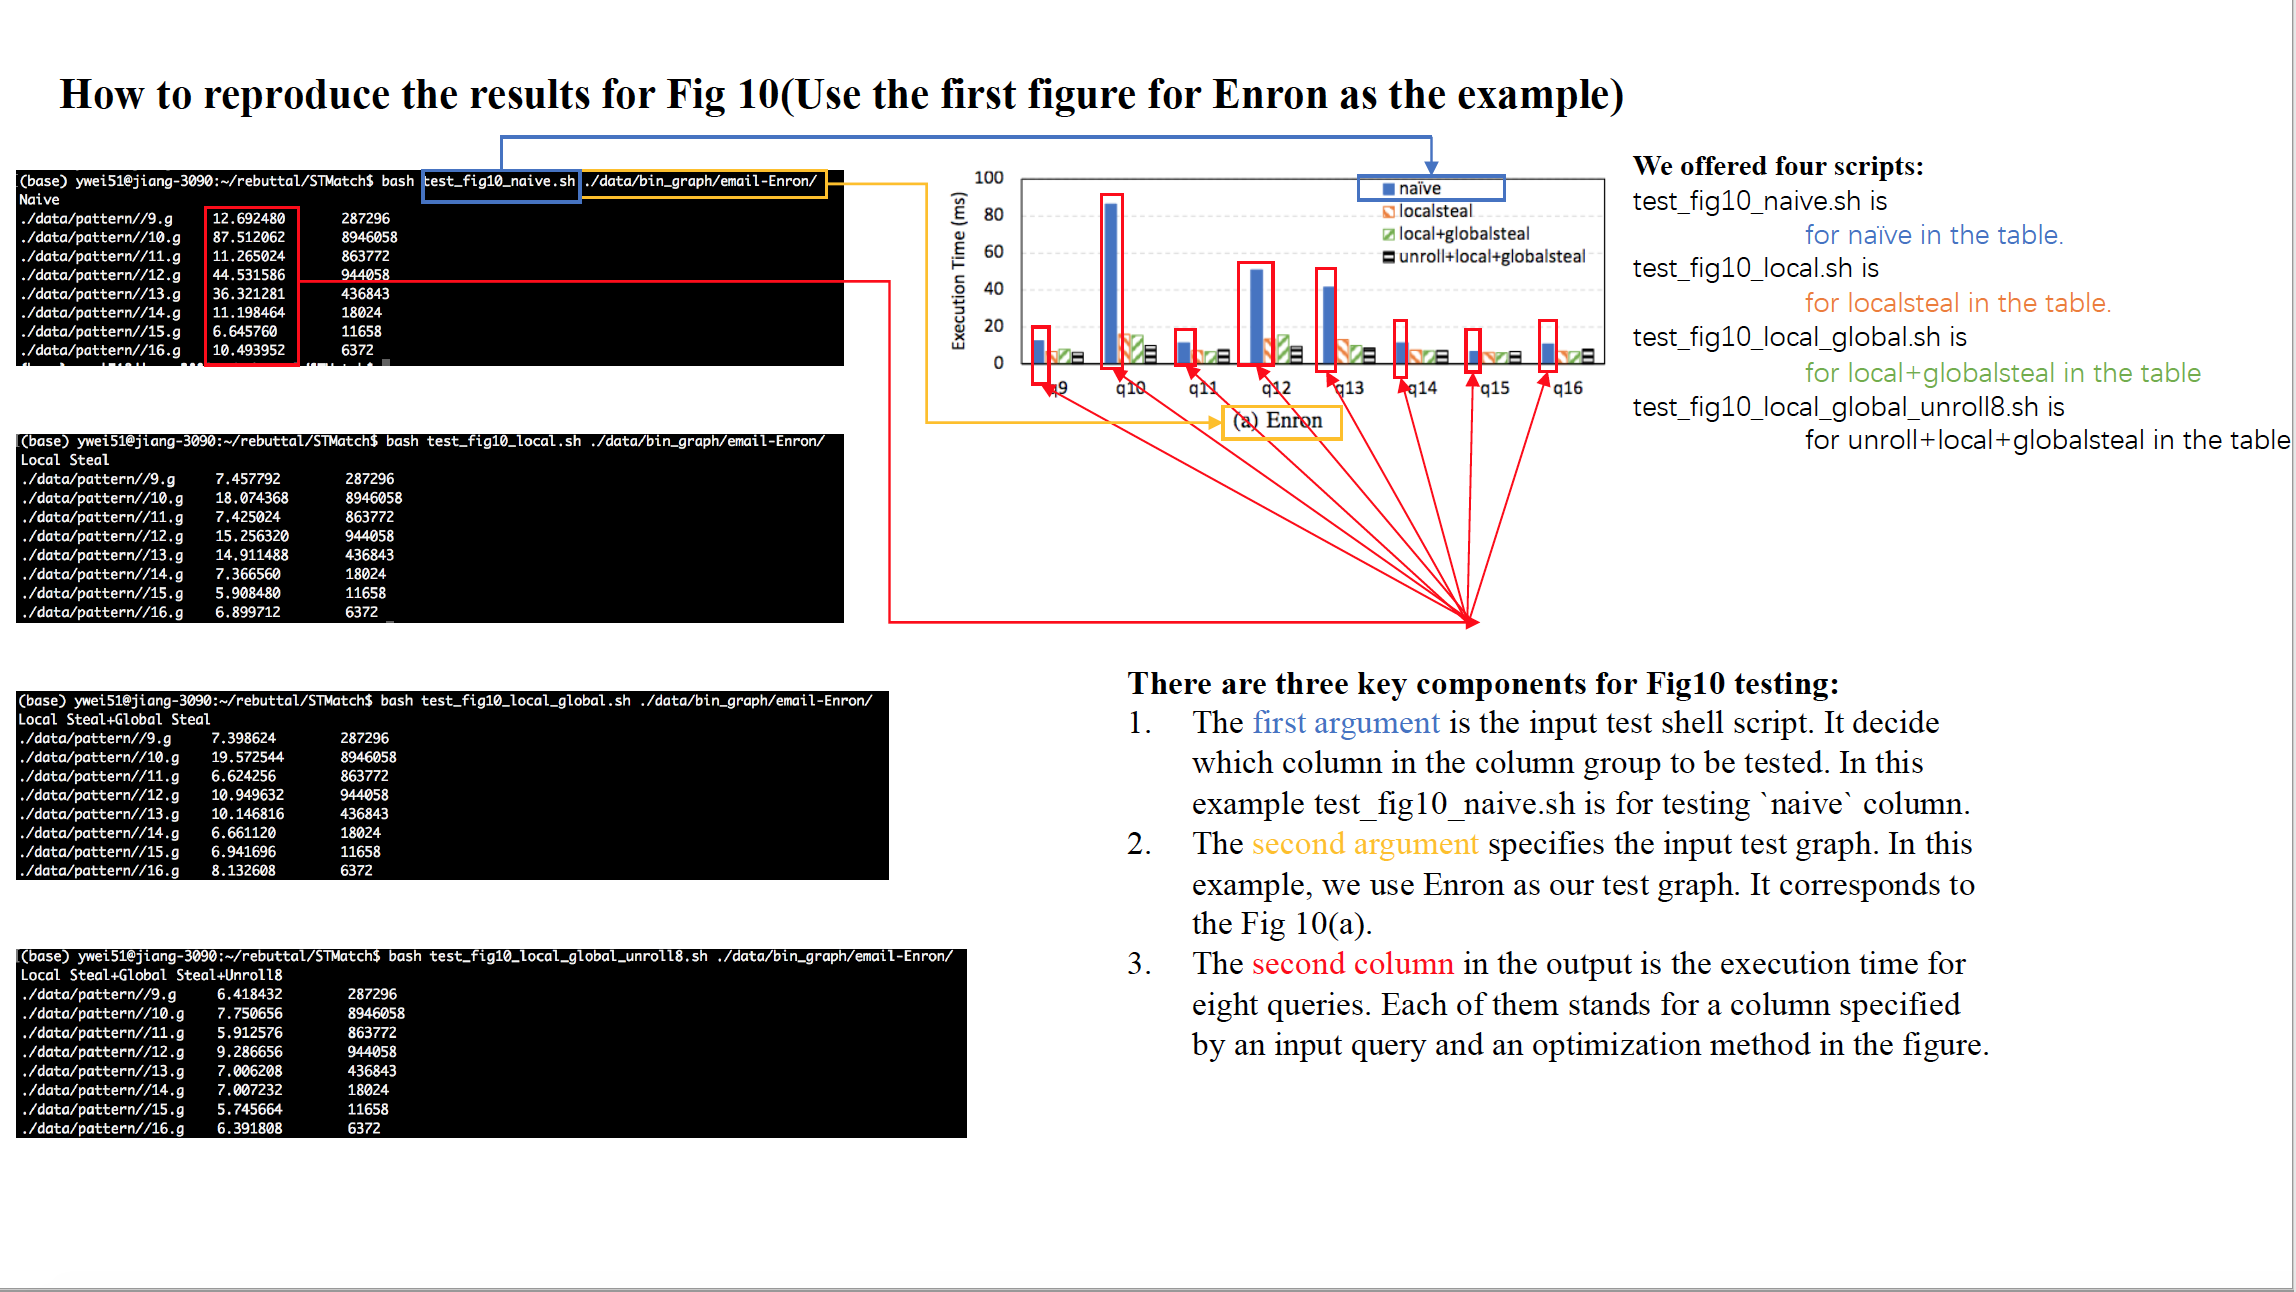 How to reproduce the results for Fig 10(Use the first figure for Enron as the example)
(base) ywei51@jiang-3090:~/rebuttal/STMatch$ bash test_fig10_naive.sh ./data/bin_graph/email-Enron/
Naive
./data/pattern//9.g 12.692480 287296
./data/pattern//10.g 87.512062 8946058
./data/pattern//11.g 11.265024 863772
./data/pattern//12.g 44.531586 944058
./data/pattern//13.g 36.321281 436843
./data/pattern//14.g 11.198464 18024
./data/pattern//15.g 6.645760 11658
./data/pattern//16.g 10.493952 6372
(base) ywei51@jiang-3090:~/rebuttal/STMatch$ bash test_fig10_local.sh ./data/bin_graph/email-Enron/
Local Steal
./data/pattern//9.g 7.457792 287296
./data/pattern//10.g 18.074368 8946058
./data/pattern//11.g 7.425024 863772
./data/pattern//12.g 15.256320 944058
./data/pattern//13.g 14.911488 436843
./data/pattern//14.g 7.366560 18024
./data/pattern//15.g 5.908480 11658
./data/pattern//16.g 6.899712 6372
(base) ywei51@jiang-3090:~/rebuttal/STMatch$ bash test_fig10_local_global.sh ./data/bin_graph/email-Enron/
Local Steal+Global Steal
./data/pattern//9.g 7.398624 287296
./data/pattern//10.g 19.572544 8946058
./data/pattern//11.g 6.624256 863772
./data/pattern//12.g 10.949632 944058
./data/pattern//13.g 10.146816 436843
./data/pattern//14.g 6.661120 18024
./data/pattern//15.g 6.941696 11658
./data/pattern//16.g 8.132608 6372
(base) ywei51@jiang-3090:~/rebuttal/STMatch$ bash test_fig10_local_global_unroll8.sh ./data/bin_graph/email-Enron/
Local Steal+Global Steal+Unroll8
./data/pattern//9.g 6.418432 287296
./data/pattern//10.g 7.750656 8946058
./data/pattern//11.g 5.912576 863772
./data/pattern//12.g 9.286656 944058
./data/pattern//13.g 7.006208 436843
./data/pattern//14.g 7.007232 18024
./data/pattern//15.g 5.745664 11658
./data/pattern//16.g 6.391808 6372
Execution Time (ms)
100
80
60
40
20
0
naïve
localsteal
local+globalsteal
unroll+local+globalsteal
q9 q10 q11 q12 q13 q14 q15 q16
(a) Enron
We offered four scripts:
test_fig10_naive.sh is
for naïve in the table.
test_fig10_local.sh is
for localsteal in the table.
test_fig10_local_global.sh is
for local+globalsteal in the table
test_fig10_local_global_unroll8.sh is
for unroll+local+globalsteal in the table
There are three key components for Fig10 testing:
1. The first argument is the input test shell script. It decide
which column in the column group to be tested. In this
example test_fig10_naive.sh is for testing `naive` column.
2. The second argument specifies the input test graph. In this
example, we use Enron as our test graph. It corresponds to
the Fig 10(a).
3. The second column in the output is the execution time for
eight queries. Each of them stands for a column specified
by an input query and an optimization method in the figure.